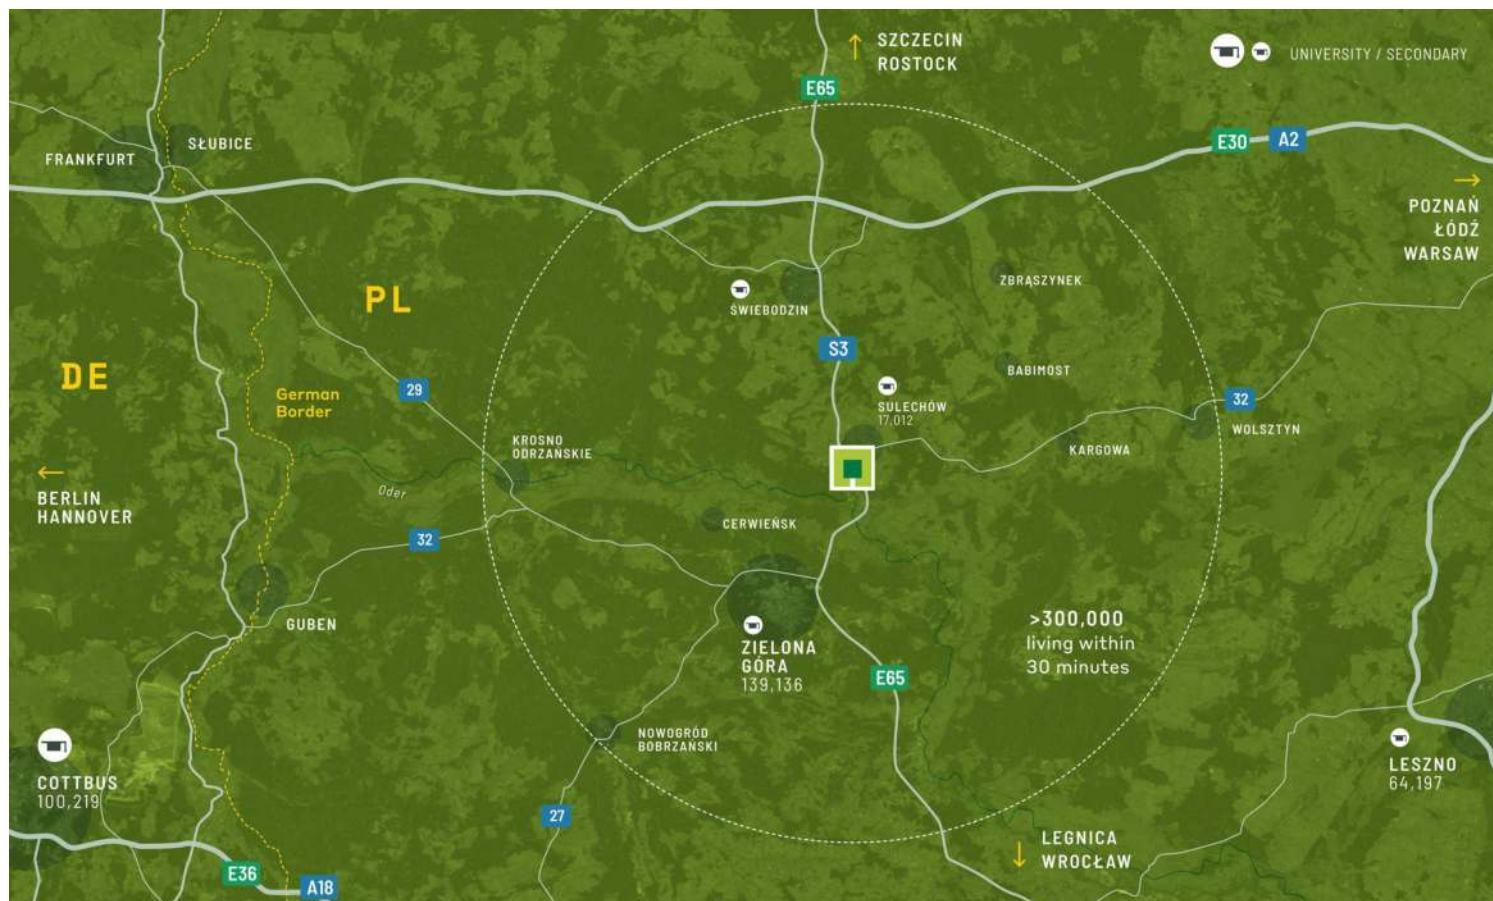 SZCZECIN
ROSTOCK
UNIVERSITY / SECONDARY
E65
E30
A2
FRANKFURT
SŁUBICE
POZNAŃ
ŁÓDŹ
WARSAW
PL
ZBRĄSZYNEK
ŚWIEBODZIN
S3
DE
29
German
Border
BABIMOST
SULECHÓW
17,012
32
WOLSZTYN
KROSNO
ODRZAŃSKIE
KARGOWA
BERLIN
HANNOVER
Oder
CERWIEŃSK
32
GUBEN
>300,000
living within
30 minutes
ZIELONA
GÓRA
139,136
E65
NOWOGRÓD
BOBRZAŃSKI
COTTBUS
100,219
LESZNO
64,197
27
LEGNICA
WROCŁAW
E36
A18